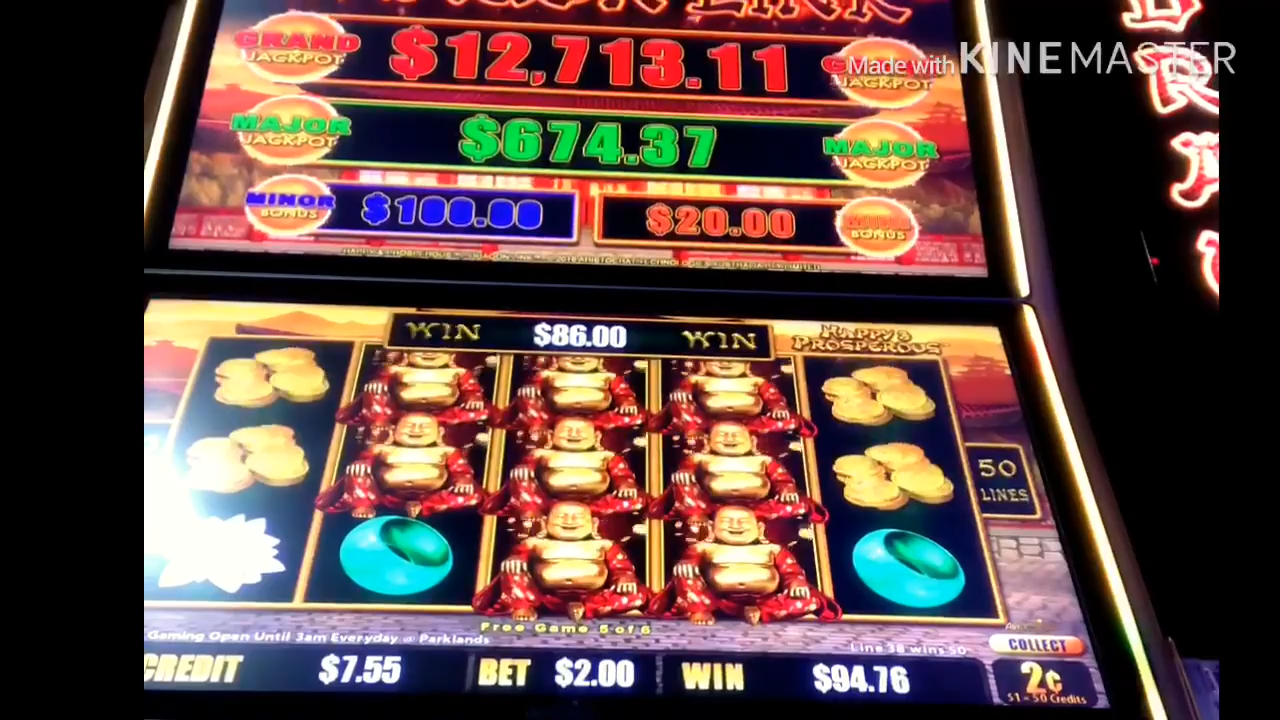 GRAND JACKPOT $12,713.11 JACKPOT
Made with KINEMASTER
MAJOR JACKPOT $674.37 MAJOR JACKPOT
MINOR BONUS $100.00 $20.00 BONUS
WIN $86.00 WIN
HAPPY & PROSPEROUS
50 LINES
Free Game 5 of 6
Gaming Open Until 3am Everyday @ Parklands
Line 38 wins 50
COLLECT
CREDIT $7.55 BET $2.00 WIN $94.76
2¢
$1 = 50 Credits